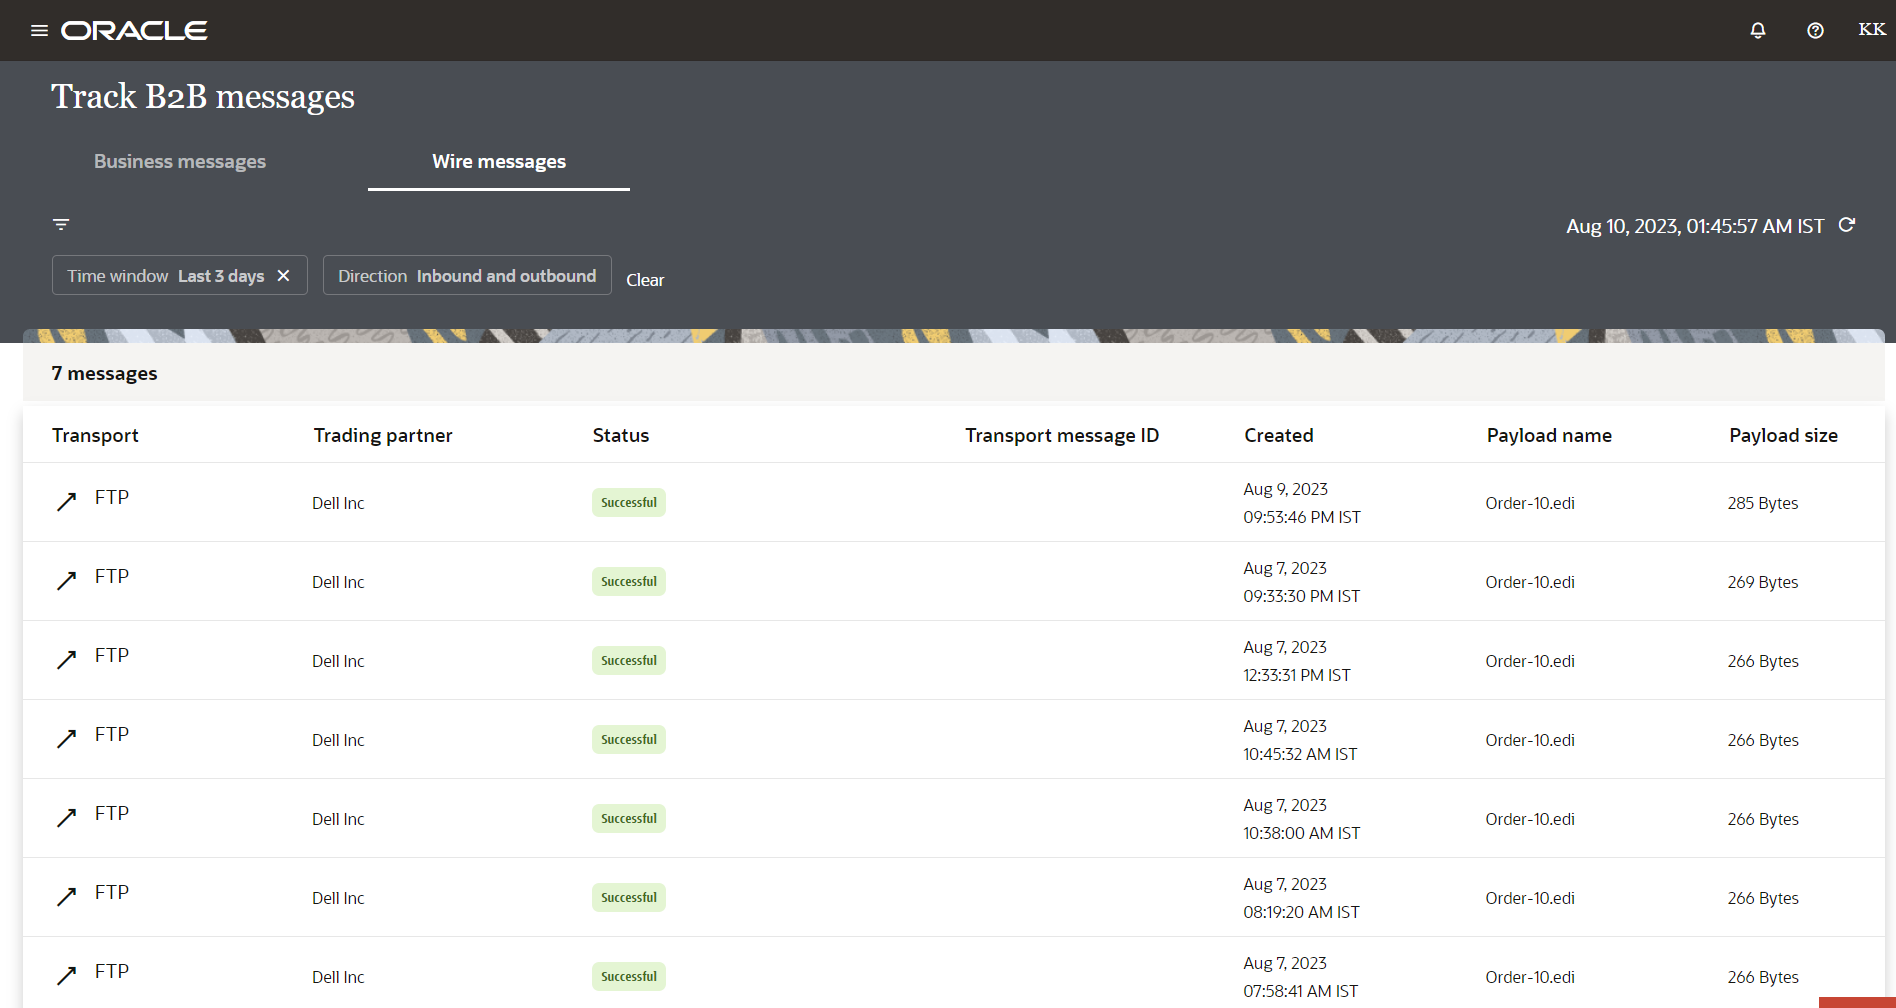 ORACLE
KK
Track B2B messages
Business messages Wire messages
Aug 10, 2023, 01:45:57 AM IST
Time window Last 3 days Direction Inbound and outbound Clear
7 messages
Transport Trading partner Status Transport message ID Created Payload name Payload size
FTP Dell Inc Successful Aug 9, 2023 09:53:46 PM IST Order-10.edi 285 Bytes
FTP Dell Inc Successful Aug 7, 2023 09:33:30 PM IST Order-10.edi 269 Bytes
FTP Dell Inc Successful Aug 7, 2023 12:33:31 PM IST Order-10.edi 266 Bytes
FTP Dell Inc Successful Aug 7, 2023 10:45:32 AM IST Order-10.edi 266 Bytes
FTP Dell Inc Successful Aug 7, 2023 10:38:00 AM IST Order-10.edi 266 Bytes
FTP Dell Inc Successful Aug 7, 2023 08:19:20 AM IST Order-10.edi 266 Bytes
FTP Dell Inc Successful Aug 7, 2023 07:58:41 AM IST Order-10.edi 266 Bytes